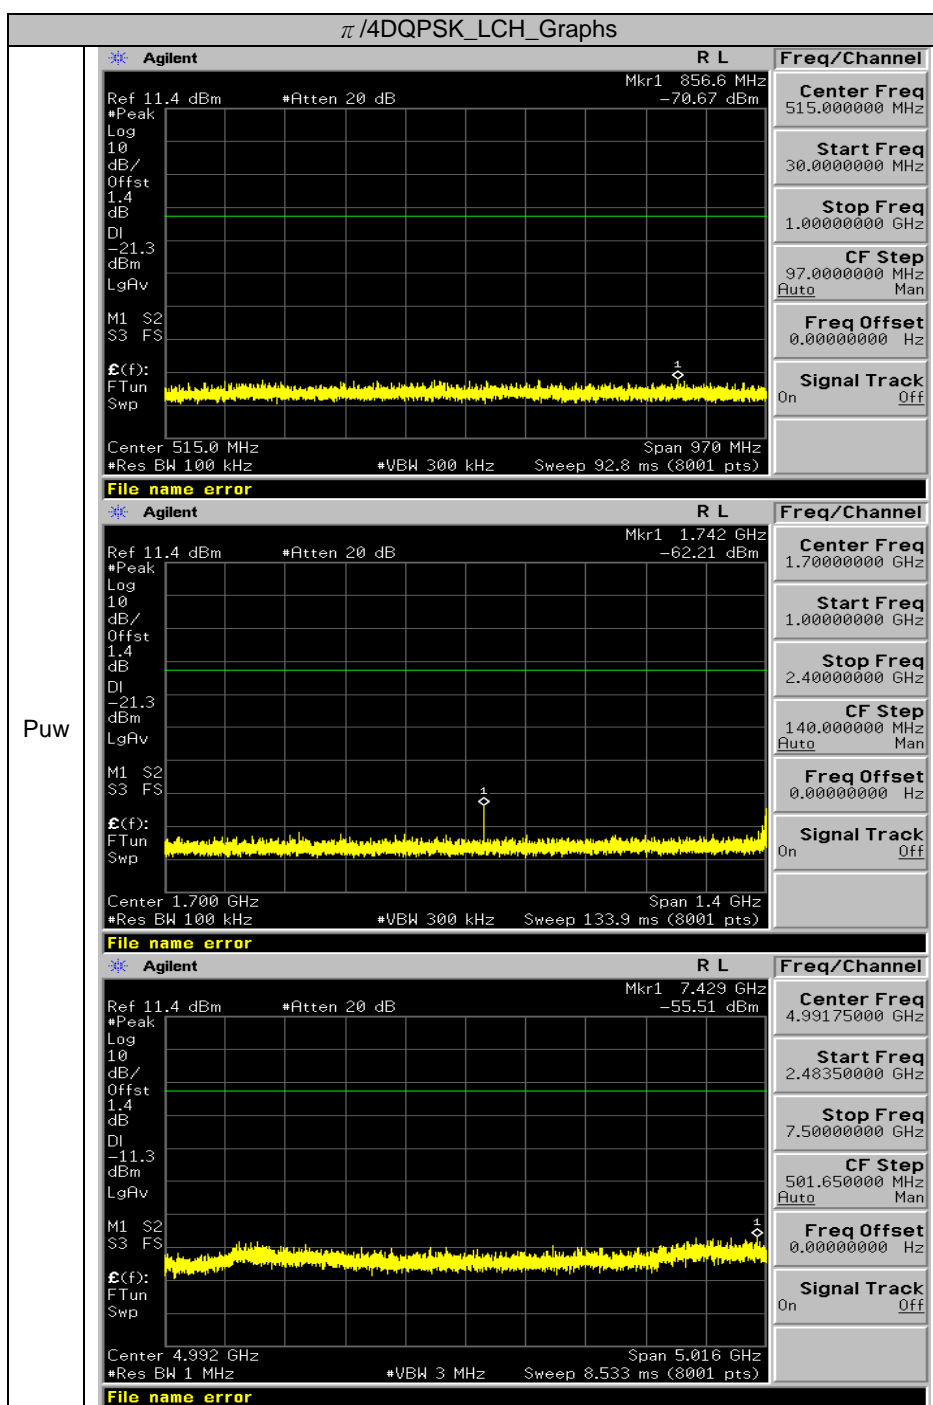 π/4DQPSK_LCH_Graphs
Puw
Agilent R L Freq/Channel
Mkr1 856.6 MHz
Ref 11.4 dBm #Atten 20 dB -70.67 dBm
#Peak
Log
10
dB/
Offst
1.4
dB
DI
-21.3
dBm
LgAv
M1 S2
S3 FS
£(f):
FTun
Swp
1
Center 515.0 MHz Span 970 MHz
#Res BW 100 kHz #VBW 300 kHz Sweep 92.8 ms (8001 pts)
File name error
Center Freq
515.000000 MHz
Start Freq
30.0000000 MHz
Stop Freq
1.00000000 GHz
CF Step
97.0000000 MHz
Auto Man
Freq Offset
0.00000000 Hz
Signal Track
On Off
Agilent R L Freq/Channel
Mkr1 1.742 GHz
Ref 11.4 dBm #Atten 20 dB -62.21 dBm
#Peak
Log
10
dB/
Offst
1.4
dB
DI
-21.3
dBm
LgAv
M1 S2
S3 FS
£(f):
FTun
Swp
1
Center 1.700 GHz Span 1.4 GHz
#Res BW 100 kHz #VBW 300 kHz Sweep 133.9 ms (8001 pts)
File name error
Center Freq
1.70000000 GHz
Start Freq
1.00000000 GHz
Stop Freq
2.40000000 GHz
CF Step
140.000000 MHz
Auto Man
Freq Offset
0.00000000 Hz
Signal Track
On Off
Agilent R L Freq/Channel
Mkr1 7.429 GHz
Ref 11.4 dBm #Atten 20 dB -55.51 dBm
#Peak
Log
10
dB/
Offst
1.4
dB
DI
-11.3
dBm
LgAv
M1 S2
S3 FS
£(f):
FTun
Swp
1
Center 4.992 GHz Span 5.016 GHz
#Res BW 1 MHz #VBW 3 MHz Sweep 8.533 ms (8001 pts)
File name error
Center Freq
4.99175000 GHz
Start Freq
2.48350000 GHz
Stop Freq
7.50000000 GHz
CF Step
501.650000 MHz
Auto Man
Freq Offset
0.00000000 Hz
Signal Track
On Off